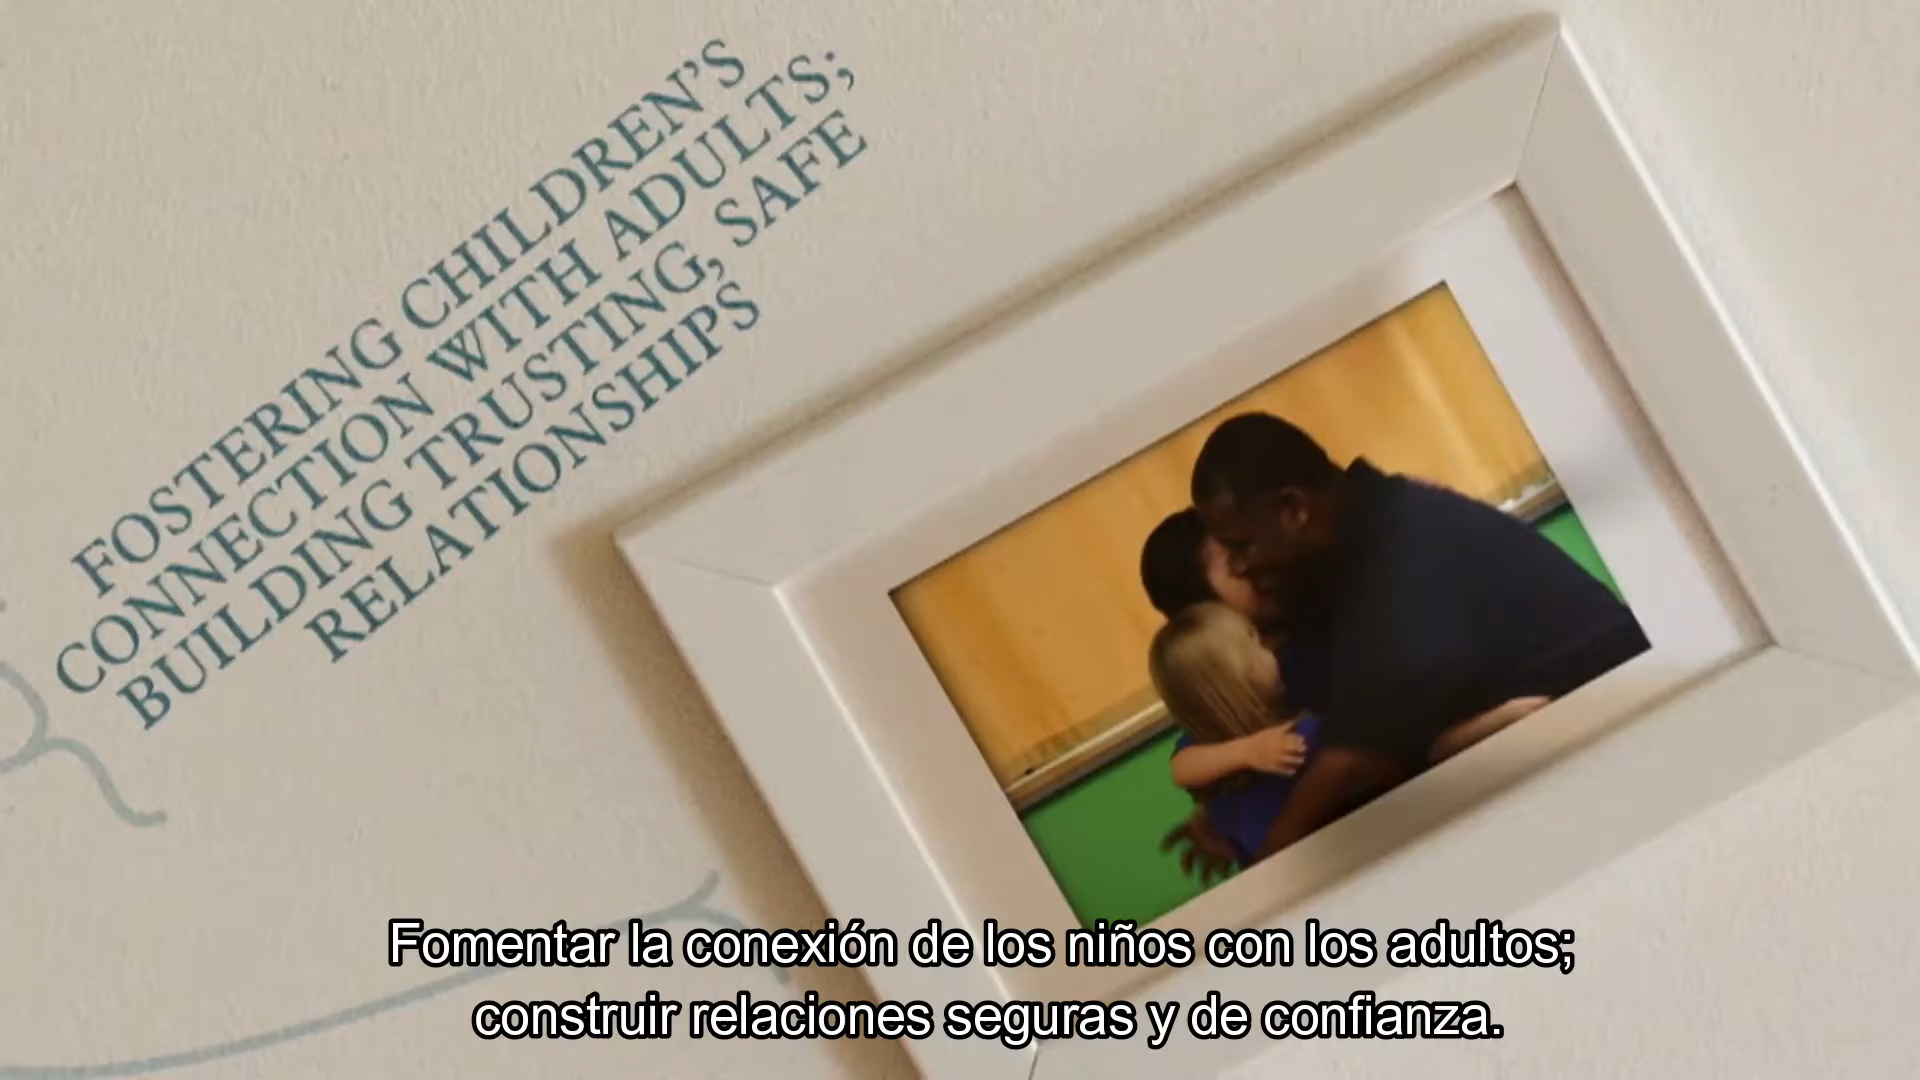 FOSTERING CHILDREN'S
CONNECTION WITH ADULTS;
BUILDING TRUSTING, SAFE
RELATIONSHIPS
Fomentar la conexión de los niños con los adultos;
construir relaciones seguras y de confianza.